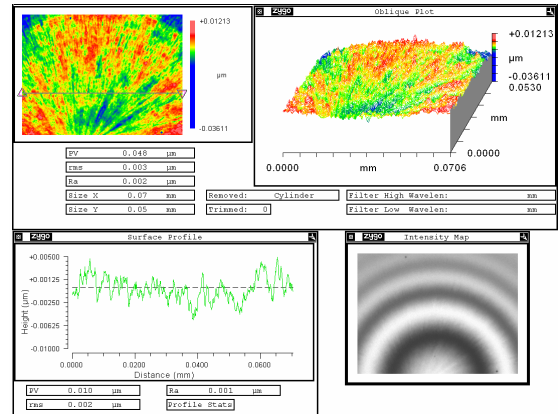 +0.01213
µm
-0.03611
zygo
Oblique Plot
+0.01213
µm
-0.03611
0.0530
mm
0.0000
0.0000
mm
0.0706
PV 0.048 µm
rms 0.003 µm
Ra 0.002 µm
Size X 0.07 mm
Size Y 0.05 mm
Removed: Cylinder
Trimmed: 0
Filter High Wavelen: mm
Filter Low Wavelen: mm
zygo
Surface Profile
+0.00500
+0.00125
-0.00250
-0.00625
-0.01000
Height (µm)
0.0000
0.0200
0.0400
0.0600
Distance (mm)
PV 0.010 µm
Ra 0.001 µm
rms 0.002 µm
Profile Stats
zygo
Intensity Map